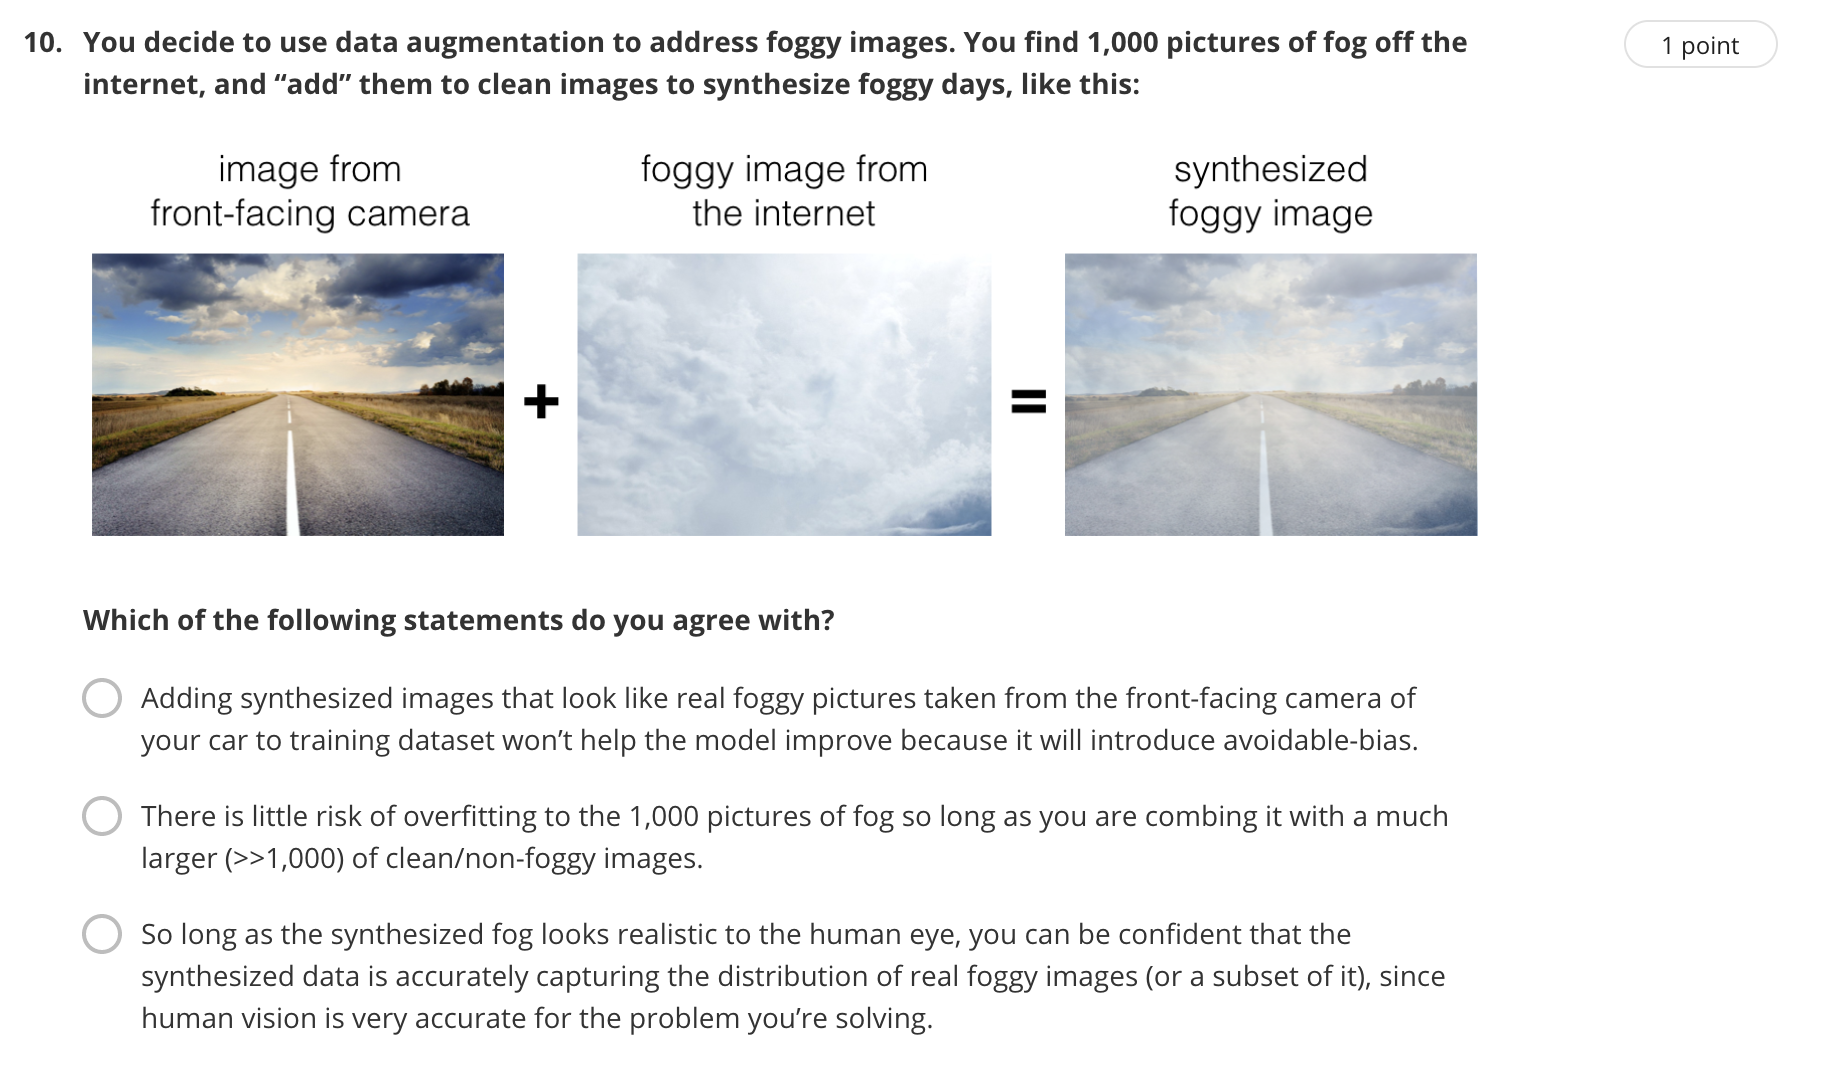 10. You decide to use data augmentation to address foggy images. You find 1,000 pictures of fog off the
1 point
internet, and “add” them to clean images to synthesize foggy days, like this:
image from
front-facing camera
foggy image from
the internet
synthesized
foggy image
+
=
Which of the following statements do you agree with?
Adding synthesized images that look like real foggy pictures taken from the front-facing camera of
your car to training dataset won’t help the model improve because it will introduce avoidable-bias.
There is little risk of overfitting to the 1,000 pictures of fog so long as you are combing it with a much
larger (>>1,000) of clean/non-foggy images.
So long as the synthesized fog looks realistic to the human eye, you can be confident that the
synthesized data is accurately capturing the distribution of real foggy images (or a subset of it), since
human vision is very accurate for the problem you’re solving.